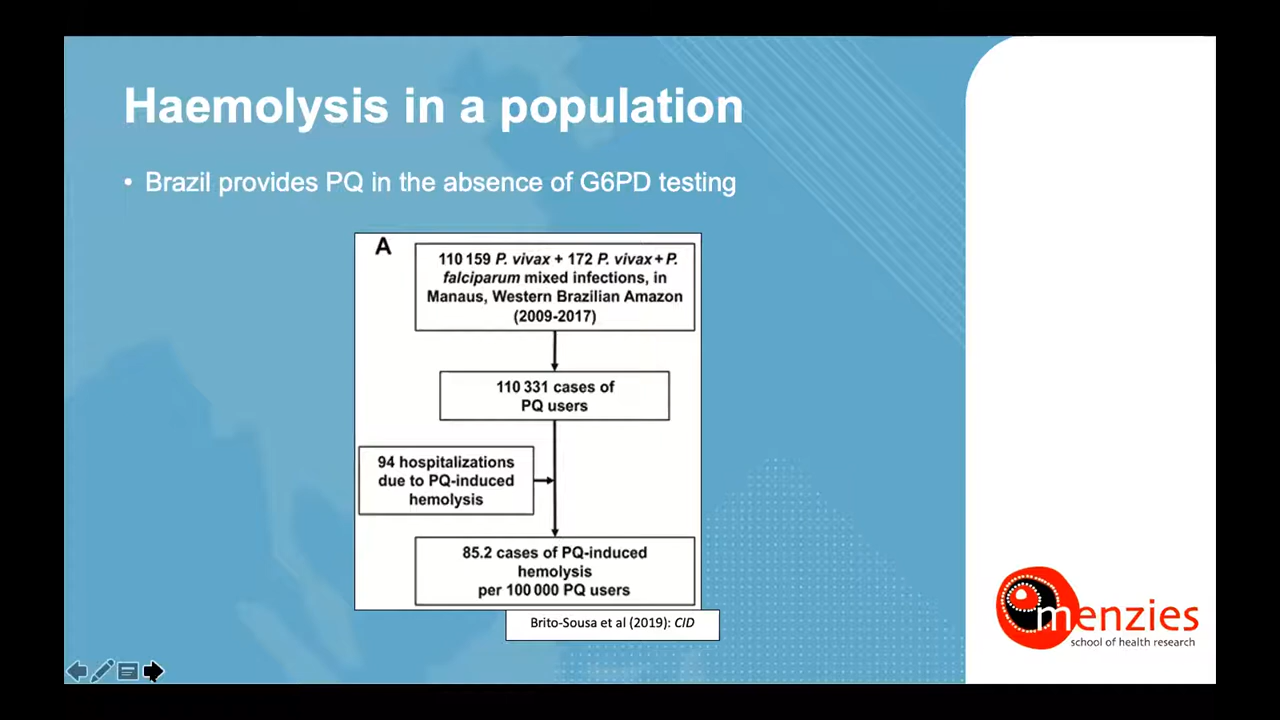 Haemolysis in a population
• Brazil provides PQ in the absence of G6PD testing
A
110 159 P. vivax + 172 P. vivax + P.
falciparum mixed infections, in
Manaus, Western Brazilian Amazon
(2009-2017)
110 331 cases of
PQ users
94 hospitalizations
due to PQ-induced
hemolysis
85.2 cases of PQ-induced
hemolysis
per 100 000 PQ users
Brito-Sousa et al (2019): CID
menzies
school of health research